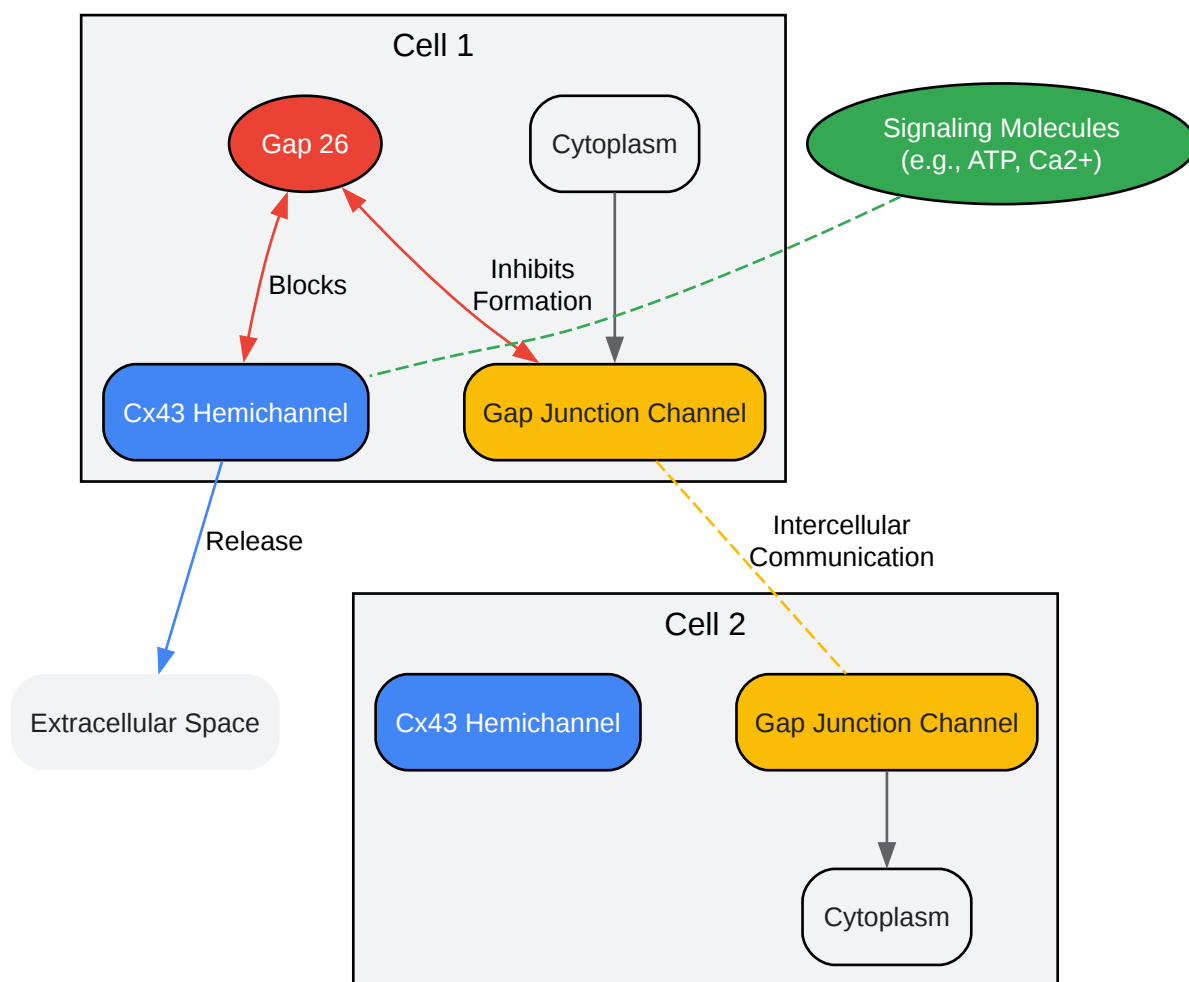 Cell 1
Gap 26
Cytoplasm
Signaling Molecules
(e.g., ATP, Ca2+)
Blocks
Inhibits
Formation
Cx43 Hemichannel
Gap Junction Channel
Release
Intercellular
Communication
Cell 2
Extracellular Space
Cx43 Hemichannel
Gap Junction Channel
Cytoplasm